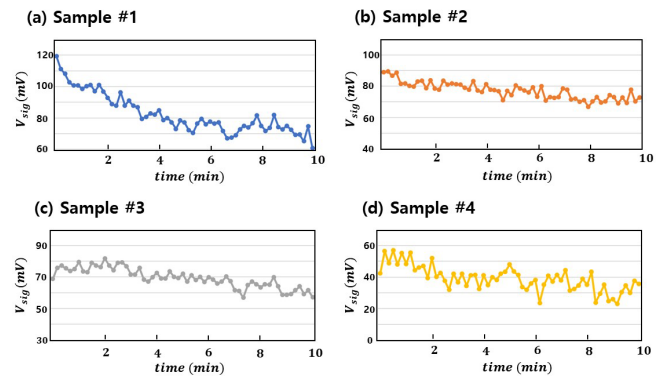 (a) Sample #1
120
100
80
60
V_sig(mV)
2 4 6 8 10
time (min)
(b) Sample #2
100
80
60
40
V_sig(mV)
2 4 6 8 10
time (min)
(c) Sample #3
90
70
50
30
V_sig(mV)
2 4 6 8 10
time (min)
(d) Sample #4
60
40
20
0
V_sig(mV)
2 4 6 8 10
time (min)